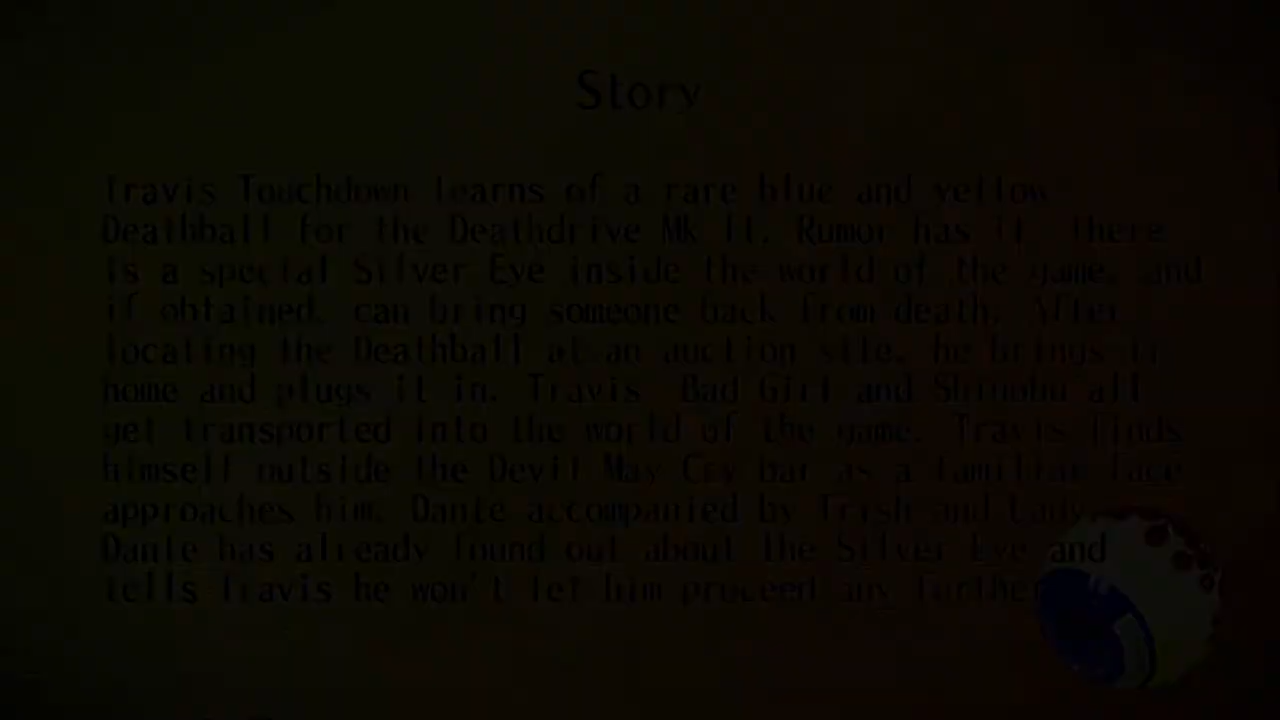 Story
Travis Touchdown learns of a rare blue and yellow
Deathball for the Deathdrive Mk II. Rumor has it, there
is a special Silver Eye inside the world of the game, and
if obtained, can bring someone back from death. After
locating the Deathball at an auction site, he brings it
home and plugs it in. Travis, Bad Girl and Shinobu all
get transported into the world of the game. Travis finds
himself outside the Devil May Cry bar as a familiar face
approaches him. Dante accompanied by Trish and Lady.
Dante has already found out about the Silver Eye and
tells Travis he won't let him proceed any further